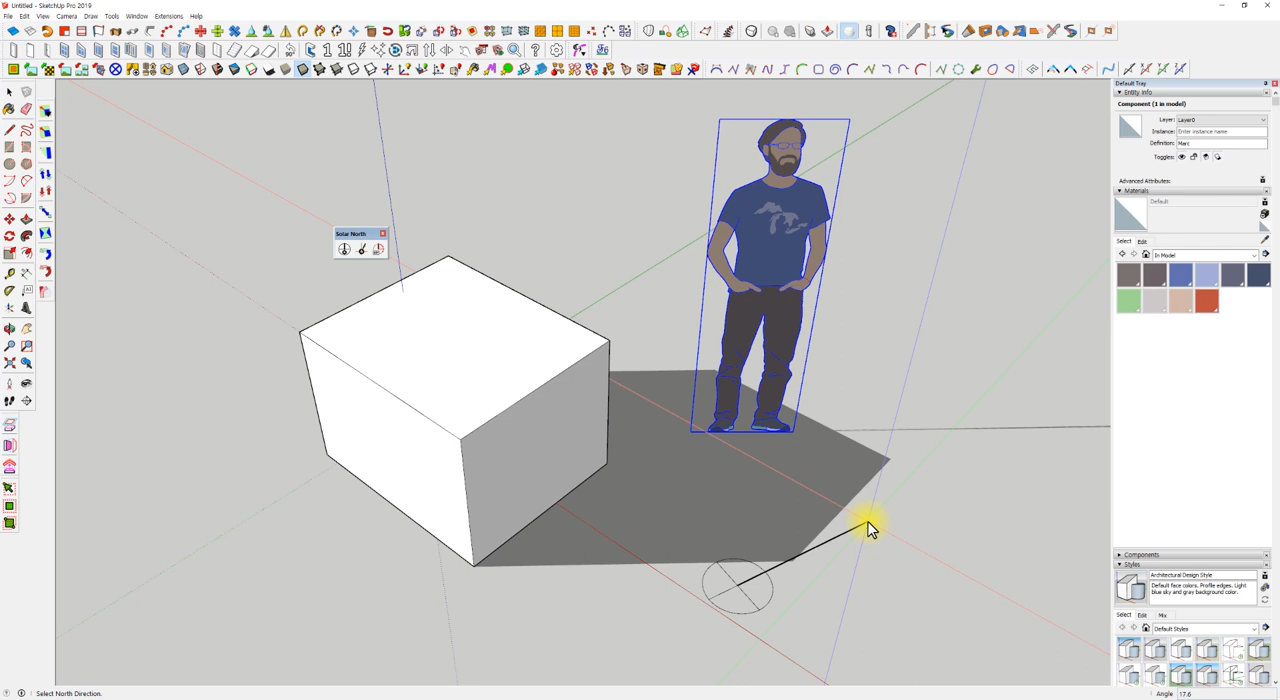 Untitled - SketchUp Pro 2019
File Edit View Camera Draw Tools Window Extensions Help
Default Tray
Entity Info
Component (1 in model)
Layer: Layer0
Instance: Enter instance name
Definition: Marc
Toggles:
Advanced Attributes:
Materials
Default
Select Edit
In Model
Solar North
Components
Styles
Architectural Design Style
Default face colors. Profile edges. Light
blue sky and gray background color.
Select Edit Mix
Default Styles
Select North Direction.
Angle 17.6